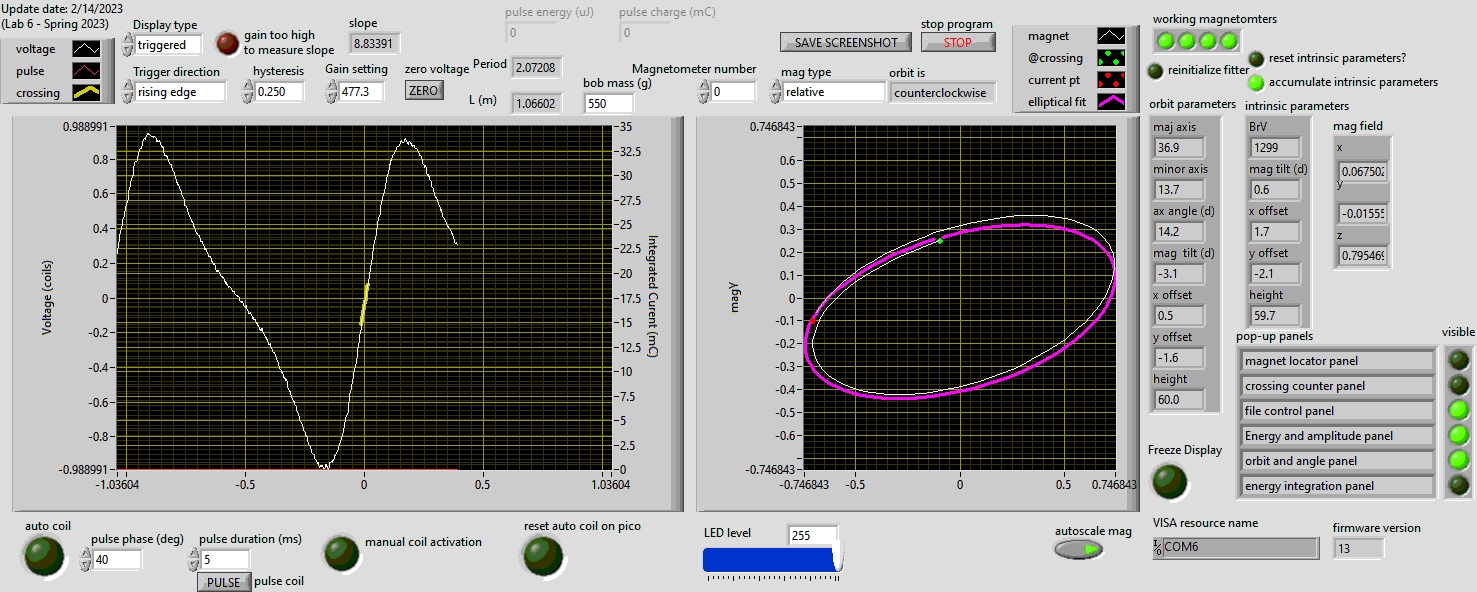 Update date: 2/14/2023
(Lab 6 - Spring 2023)
voltage
pulse
crossing
Display type
triggered
gain too high
to measure slope
slope
8.83391
Trigger direction
rising edge
hysteresis
0.250
Gain setting
477.3
zero voltage
ZERO
pulse energy (uJ)
0
pulse charge (mC)
0
Period
2.07208
L (m)
1.06602
bob mass (g)
550
Magnetometer number
0
mag type
relative
orbit is
counterclockwise
SAVE SCREENSHOT
stop program
STOP
magnet
@crossing
current pt
elliptical fit
working magnetomters
reinitialize fitter
reset intrinsic parameters?
accumulate intrinsic parameters
orbit parameters
maj axis
36.9
minor axis
13.7
ax angle (d)
14.2
mag tilt (d)
-3.1
x offset
0.5
y offset
-1.6
height
60.0
intrinsic parameters
BrV
1299
mag tilt (d)
0.6
x offset
1.7
y offset
-2.1
height
59.7
mag field
x
0.067502
y
-0.01555
z
0.795469
Voltage (coils)
0.988991
0.8
0.6
0.4
0.2
0
-0.2
-0.4
-0.6
-0.8
-0.988991
-1.03604
-0.5
0
0.5
1.03604
35
32.5
30
27.5
25
22.5
20
17.5
15
12.5
10
7.5
5
2.5
0
Integrated Curent (mC)
magy
0.746843
0.6
0.5
0.4
0.3
0.2
0.1
0
-0.1
-0.2
-0.3
-0.4
-0.5
-0.6
-0.746843
-0.746843
-0.5
0
0.5
0.746843
pop-up panels
visible
magnet locator panel
crossing counter panel
file control panel
Energy and amplitude panel
orbit and angle panel
energy integration panel
Freeze Display
auto coil
pulse phase (deg)
40
pulse duration (ms)
5
PULSE
pulse coil
manual coil activation
reset auto coil on pico
LED level
255
autoscale mag
VISA resource name
COM6
firmware version
13